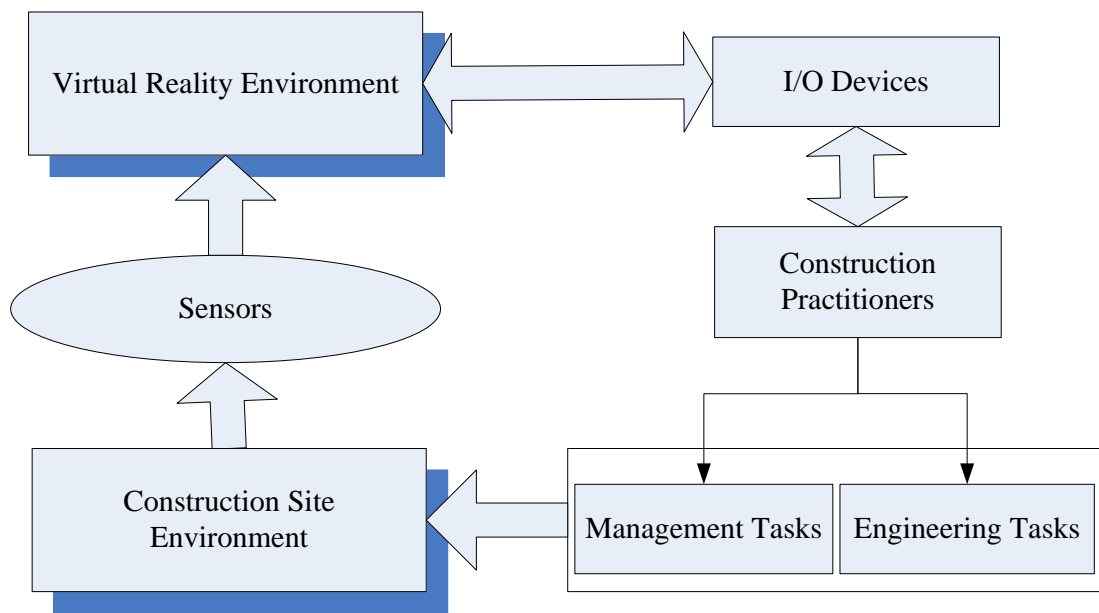 Virtual Reality Environment
I/O Devices
Construction
Practitioners
Sensors
Construction Site
Environment
Management Tasks
Engineering Tasks